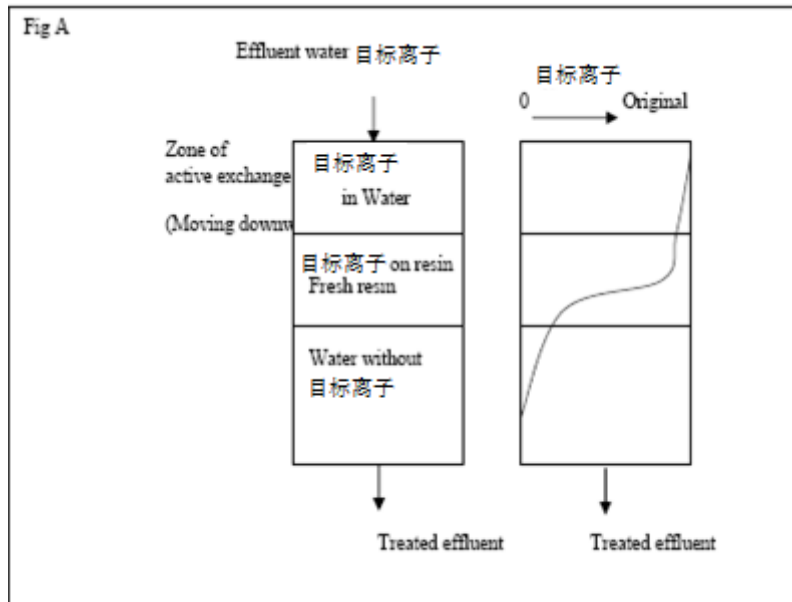 Fig A
Effluent water 目标离子
目标离子
0 Original
Zone of
active exchange
(Moving downw
目标离子
in Water
目标离子 on resin
Fresh resin
Water without
目标离子
Treated effluent
Treated effluent